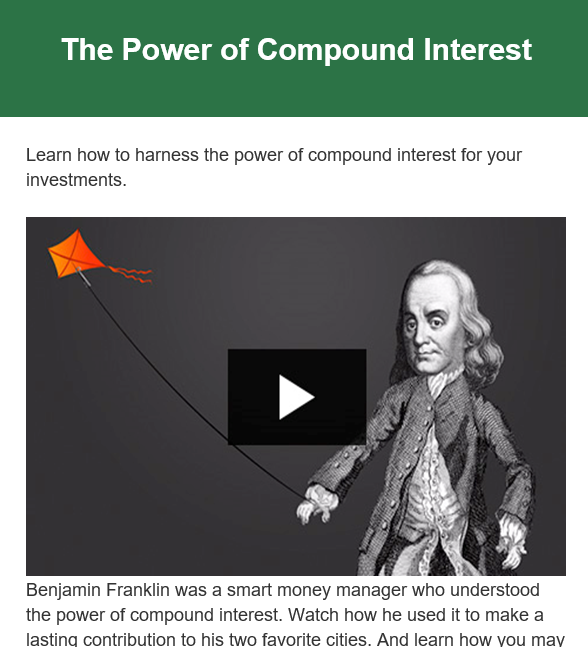 The Power of Compound Interest
Learn how to harness the power of compound interest for your
investments.
Benjamin Franklin was a smart money manager who understood
the power of compound interest. Watch how he used it to make a
lasting contribution to his two favorite cities. And learn how you may